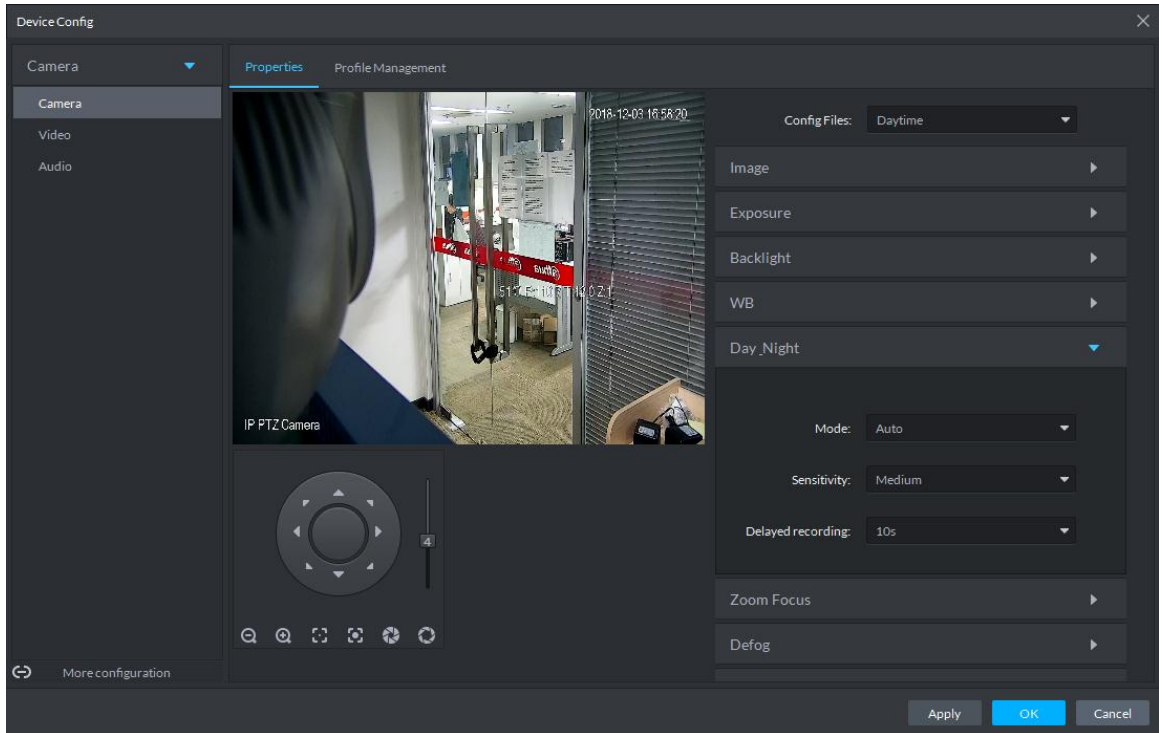 Device Config
Camera
Camera
Video
Audio
More configuration
Properties
Profile Management
2018-12-03 16:58:20
IP PTZ Camera
4
Config Files: Daytime
Image
Exposure
Backlight
WB
Day_Night
Mode: Auto
Sensitivity: Medium
Delayed recording: 10s
Zoom Focus
Defog
Apply
OK
Cancel